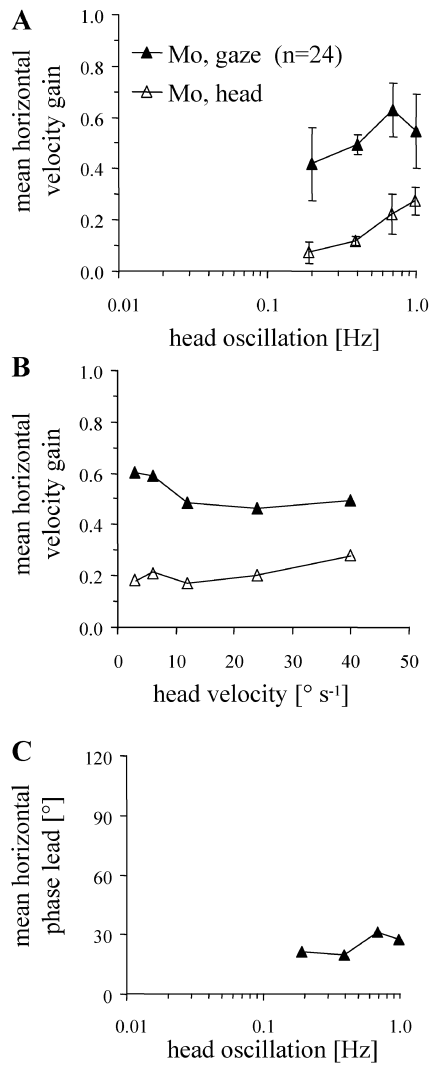 A
1.0
0.8
0.6
0.4
0.2
0.0
mean horizontal
velocity gain
Mo, gaze (n=24)
Mo, head
0.01
0.1
1.0
head oscillation [Hz]
B
1.0
0.8
0.6
0.4
0.2
0.0
mean horizontal
velocity gain
0
10
20
30
40
50
head velocity [° s-1]
C
120
90
60
30
0
mean horizontal
phase lead [°]
0.01
0.1
1.0
head oscillation [Hz]